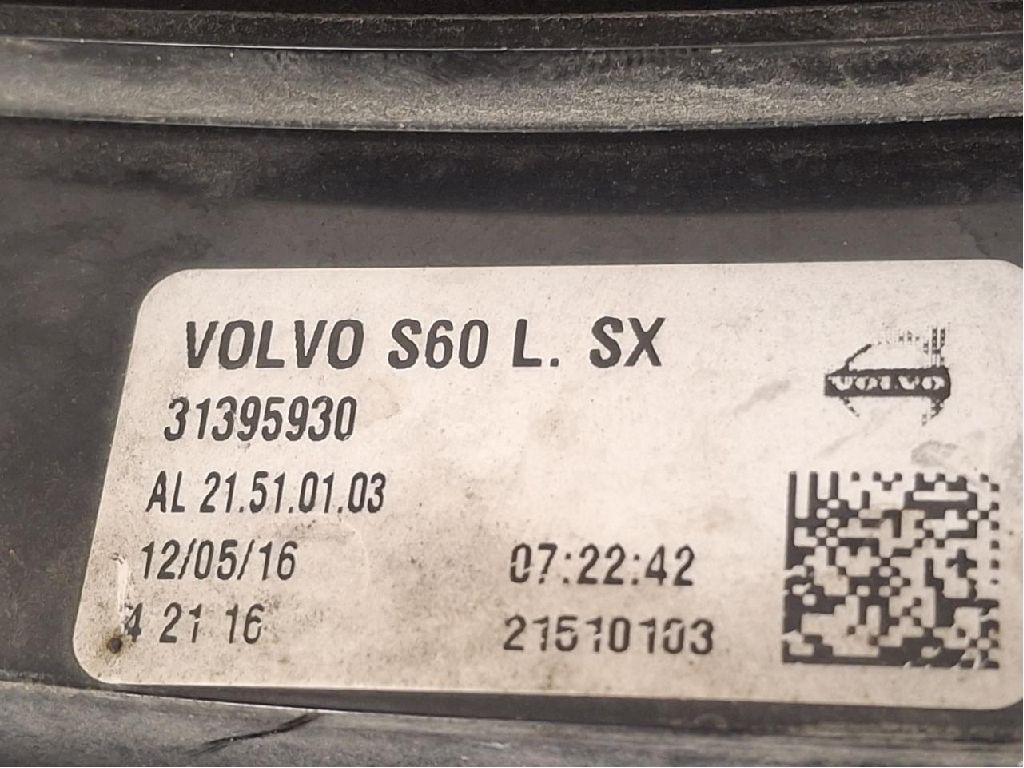 VOLVO S60 L. SX
VOLVO
31395930
AL 21.51.01.03
12/05/16 07:22:42
4 21 16 21510103